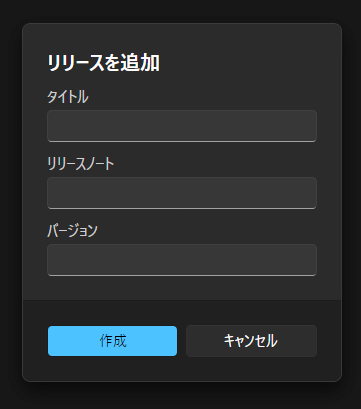 リリースを追加
タイトル
リリースノート
バージョン
作成
キャンセル